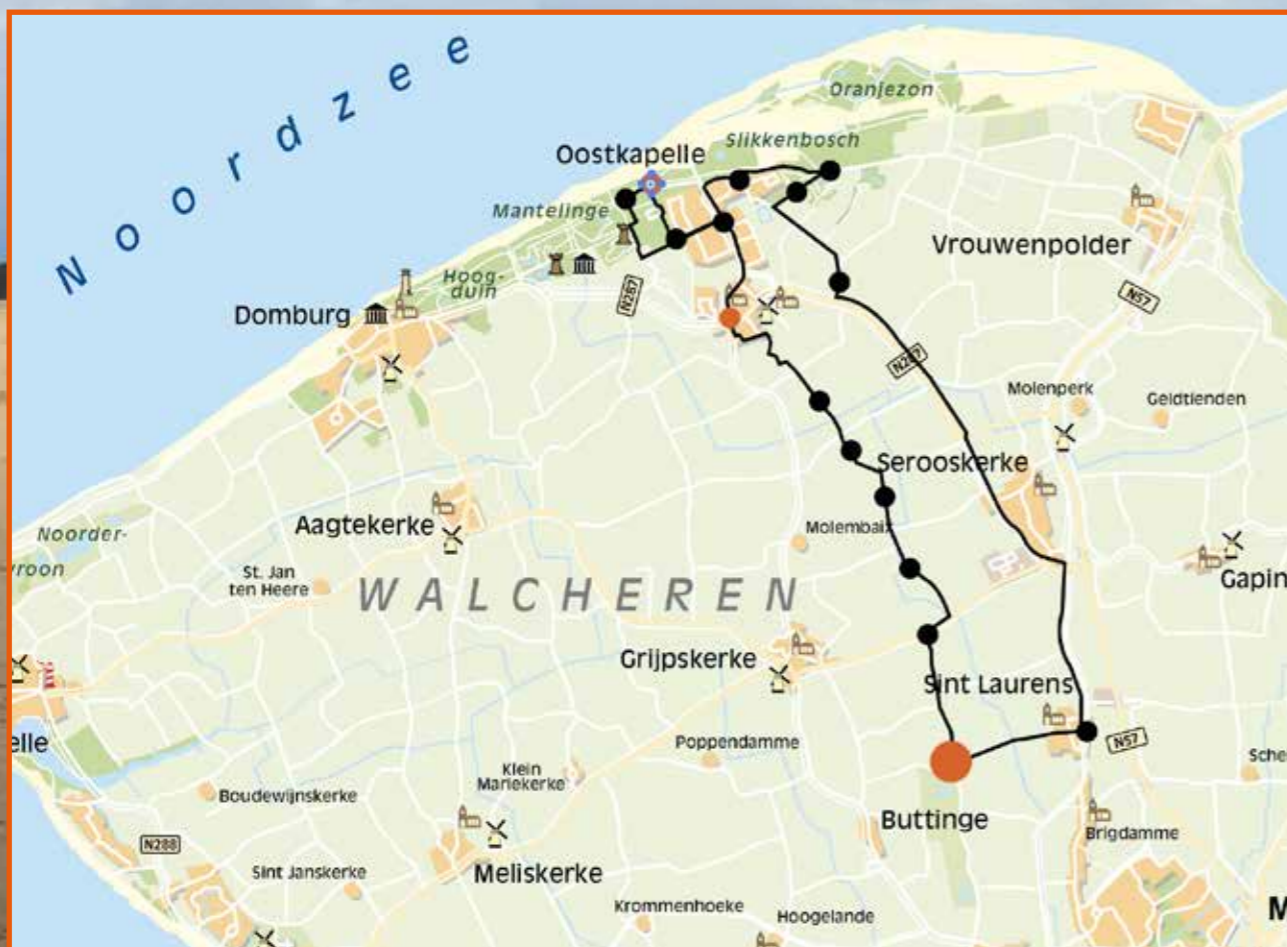 Noordzee
Oranjezon
Slikkenbosch
Oostkapelle
Mantelinge
Vrouwenpolder
Hoog-
duin
N287
N57
Domburg
N287
Molenperk
Geldtienden
Serooskerke
Aagtekerke
Molembaix
Noorder-
St. Jan
ten Heere
WALCHEREN
Gapin
Grijpskerke
Sint Laurens
elle
Poppendamme
N57
Sche
Klein
Mariekerke
Boudewijnskerke
Buttinge
Brigdamme
N288
Sint Janskerke
Meliskerke
Krommenhoeke
Hoogelande
M